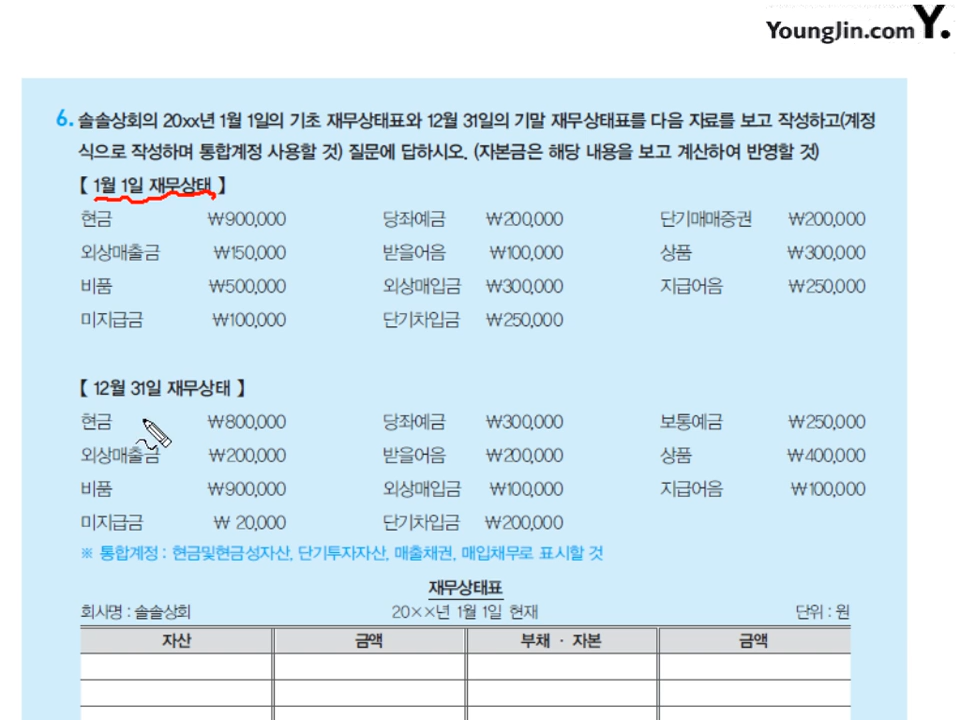 YoungJin.com Y.
6. 솔솔상회의 20xx년 1월 1일의 기초 재무상태표와 12월 31일의 기말 재무상태표를 다음 자료를 보고 작성하고(계정
식으로 작성하며 통합계정 사용할 것) 질문에 답하시오. (자본금은 해당 내용을 보고 계산하여 반영할 것)
【 1월 1일 재무상태 】
현금 ₩900,000 당좌예금 ₩200,000 단기매매증권 ₩200,000
외상매출금 ₩150,000 받을어음 ₩100,000 상품 ₩300,000
비품 ₩500,000 외상매입금 ₩300,000 지급어음 ₩250,000
미지급금 ₩100,000 단기차입금 ₩250,000
【 12월 31일 재무상태 】
현금 ₩800,000 당좌예금 ₩300,000 보통예금 ₩250,000
외상매출금 ₩200,000 받을어음 ₩200,000 상품 ₩400,000
비품 ₩900,000 외상매입금 ₩100,000 지급어음 ₩100,000
미지급금 ₩ 20,000 단기차입금 ₩200,000
※ 통합계정 : 현금및현금성자산, 단기투자자산, 매출채권, 매입채무로 표시할 것
재무상태표
회사명 : 솔솔상회 20××년 1월 1일 현재 단위 : 원
자산 금액 부채 · 자본 금액